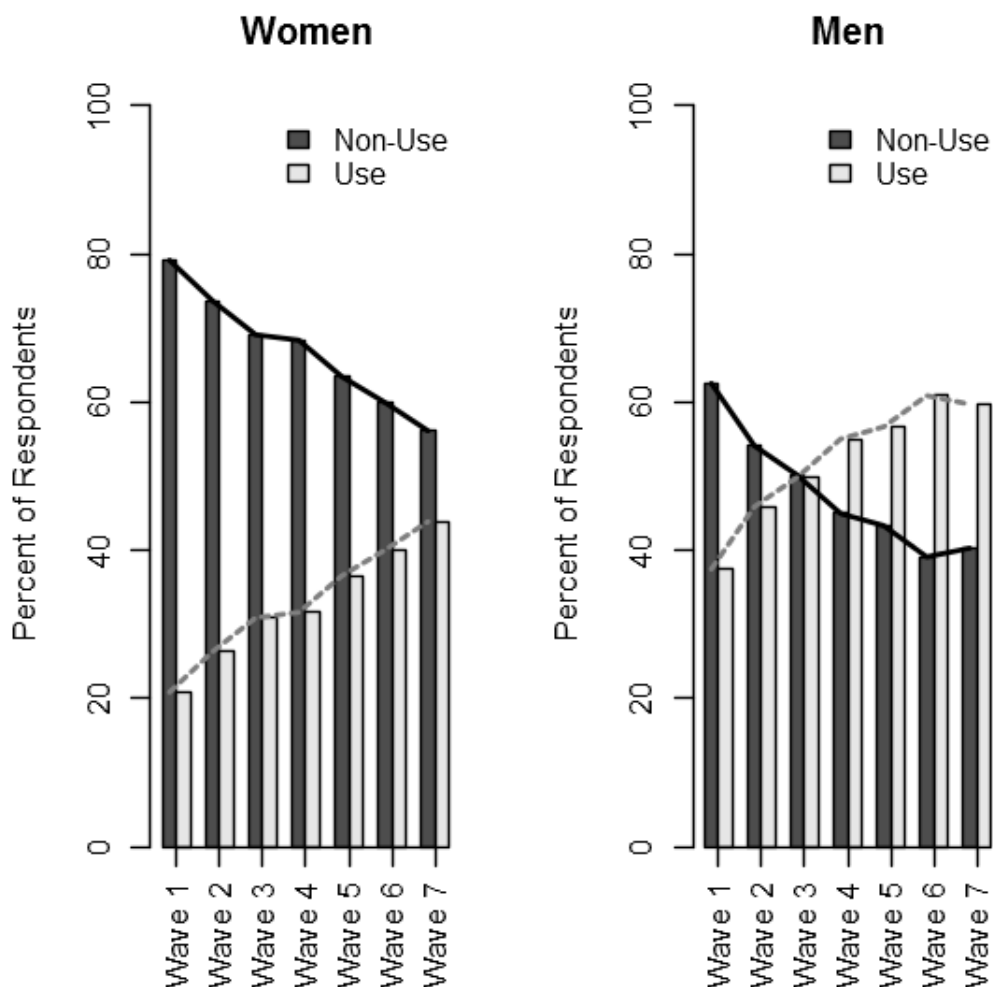 Women
Percent of Respondents
0
20
40
60
80
100
Non-Use
Use
Wave 1
Wave 2
Wave 3
Wave 4
Wave 5
Wave 6
Wave 7
Men
Percent of Respondents
0
20
40
60
80
100
Non-Use
Use
Wave 1
Wave 2
Wave 3
Wave 4
Wave 5
Wave 6
Wave 7